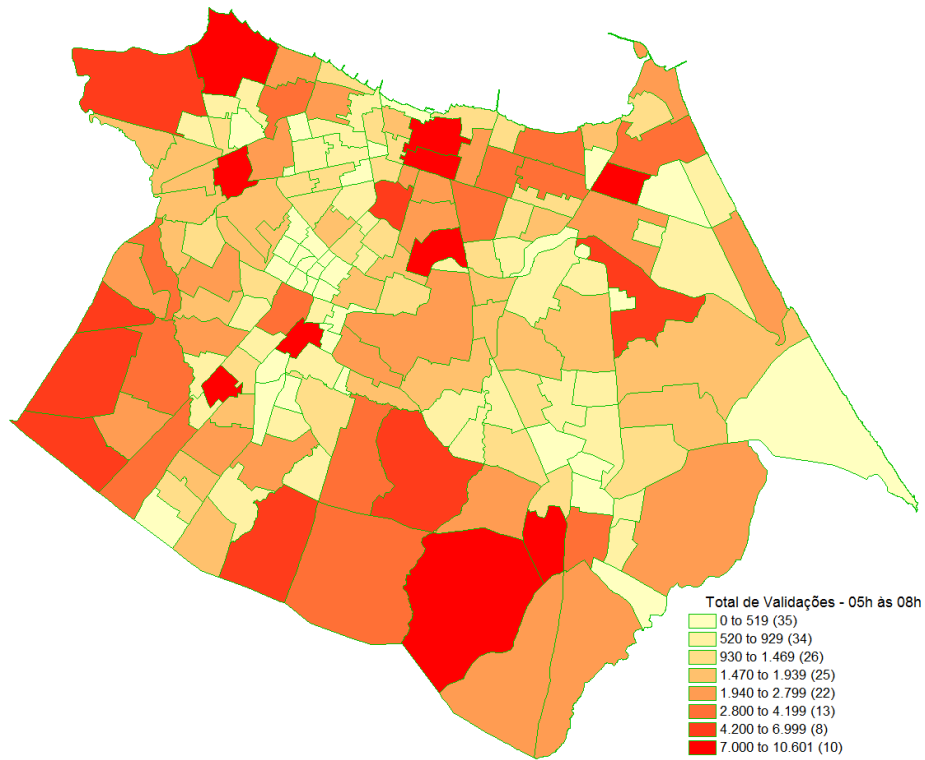 Total de Validações - 05h às 08h
0 to 519 (35)
520 to 929 (34)
930 to 1.469 (26)
1.470 to 1.939 (25)
1.940 to 2.799 (22)
2.800 to 4.199 (13)
4.200 to 6.999 (8)
7.000 to 10.601 (10)